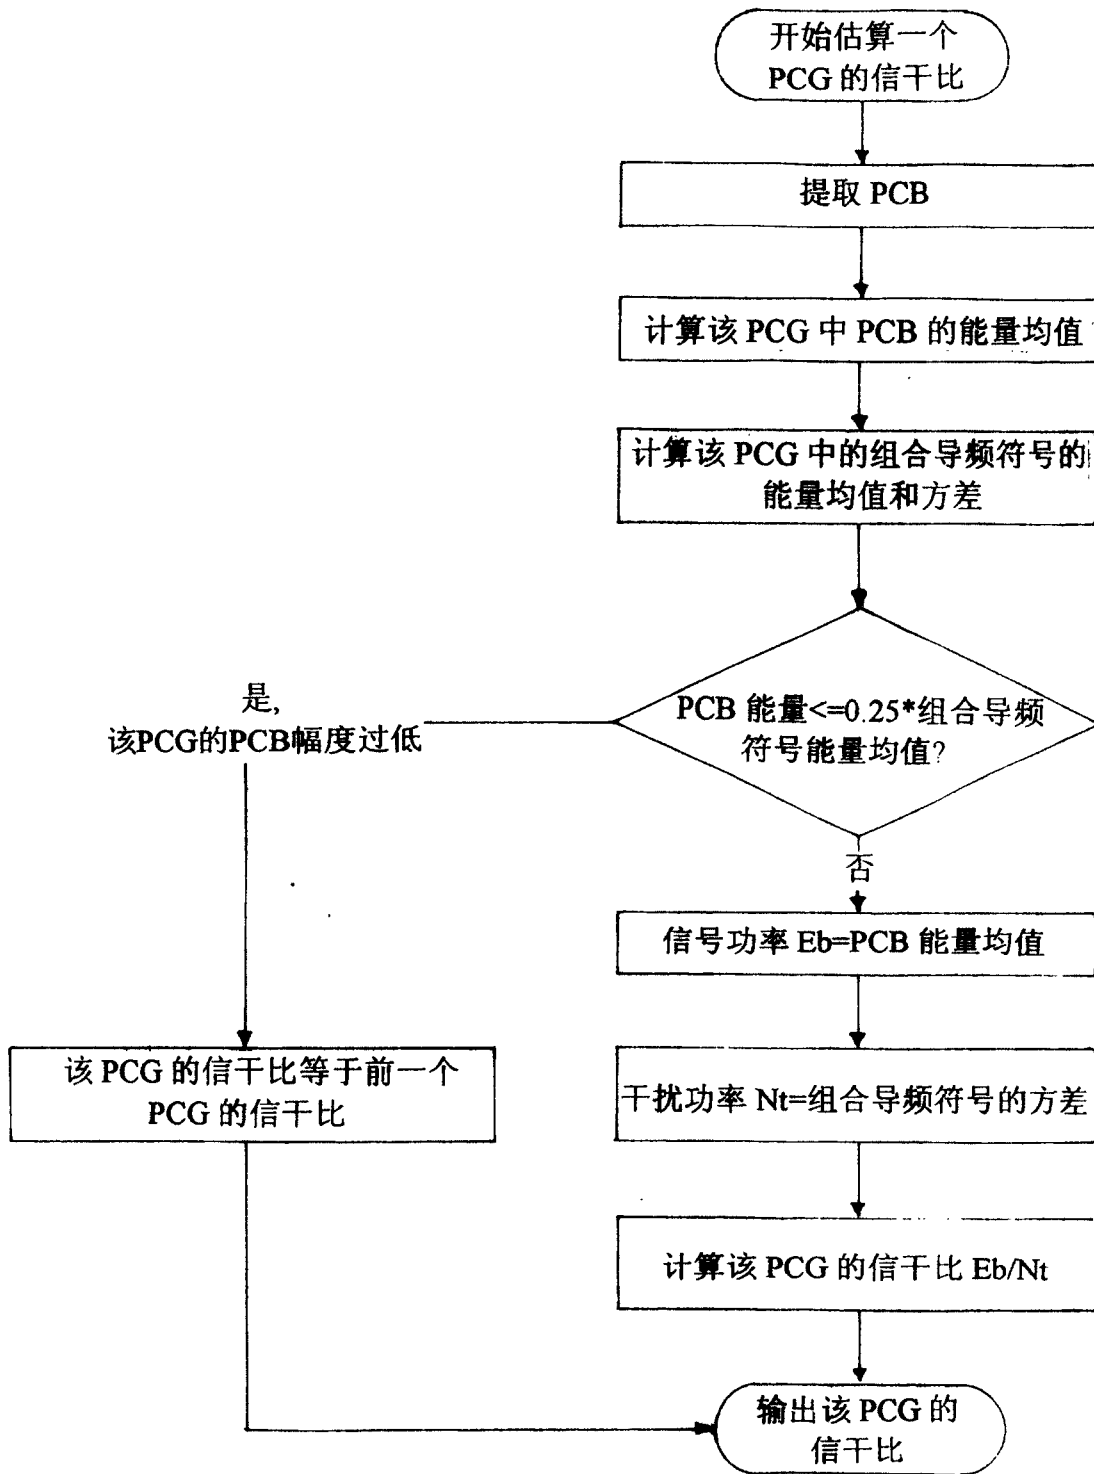 开始估算一个
PCG 的信干比
提取 PCB
计算该 PCG 中 PCB 的能量均值
计算该 PCG 中的组合导频符号的
能量均值和方差
PCB 能量<=0.25*组合导频
符号能量均值?
是,
该PCG的PCB幅度过低
否
信号功率 Eb=PCB 能量均值
该 PCG 的信干比等于前一个
PCG 的信干比
干扰功率 Nt=组合导频符号的方差
计算该 PCG 的信干比 Eb/Nt
输出该 PCG 的
信干比